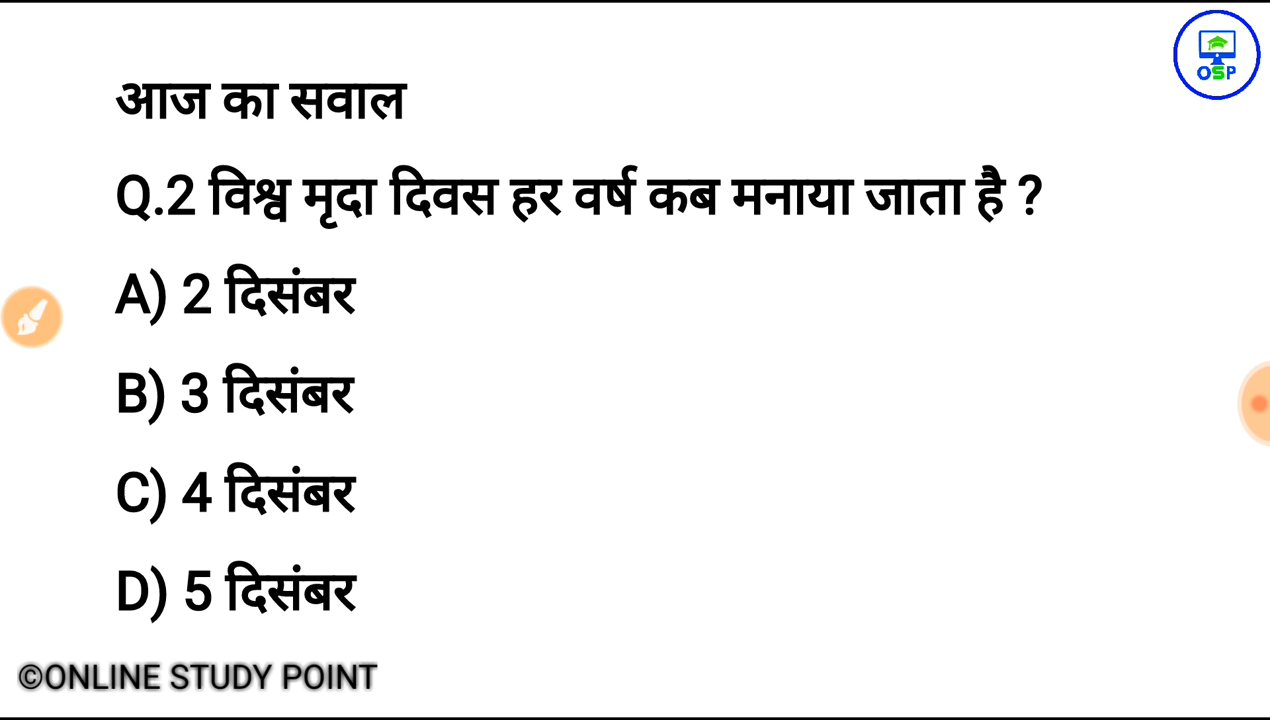 OSP
आज का सवाल
Q.2 विश्व मृदा दिवस हर वर्ष कब मनाया जाता है ?
A) 2 दिसंबर
B) 3 दिसंबर
C) 4 दिसंबर
D) 5 दिसंबर
©ONLINE STUDY POINT